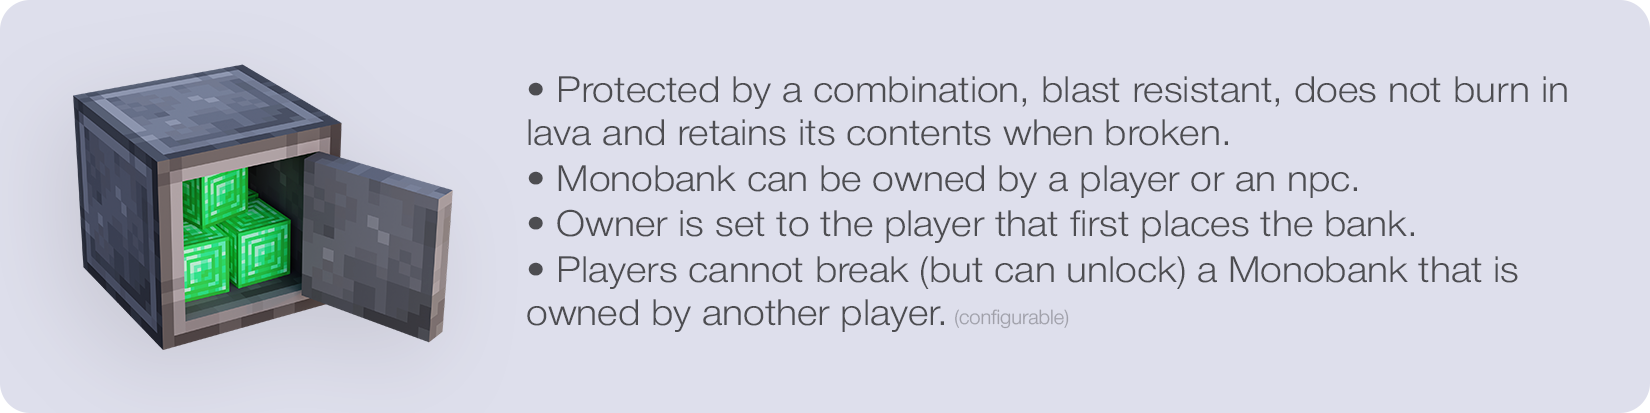 • Protected by a combination, blast resistant, does not burn in
lava and retains its contents when broken.
• Monobank can be owned by a player or an npc.
• Owner is set to the player that first places the bank.
• Players cannot break (but can unlock) a Monobank that is
owned by another player. (configurable)